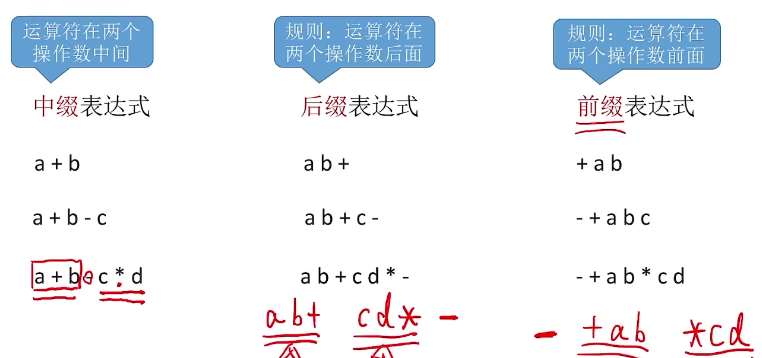 运算符在两个
操作数中间
规则：运算符在
两个操作数后面
规则：运算符在
两个操作数前面
中缀表达式
后缀表达式
前缀表达式
a + b
a b +
+ a b
a + b - c
a b + c -
- + a b c
a + b - c * d
a b + c d * -
- + a b * c d
ab+ cd* -
- +ab *cd